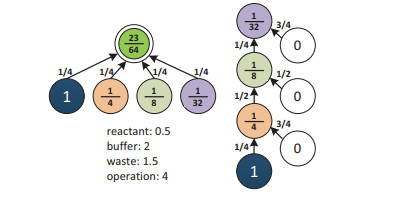 23
64
1/4 1/4 1/4 1/4
1 1/4 1/8 1/32
reactant: 0.5
buffer: 2
waste: 1.5
operation: 4
1/32 3/4
1/4 0
1/8 1/2
1/2 0
1/4 3/4
1/4 0
1